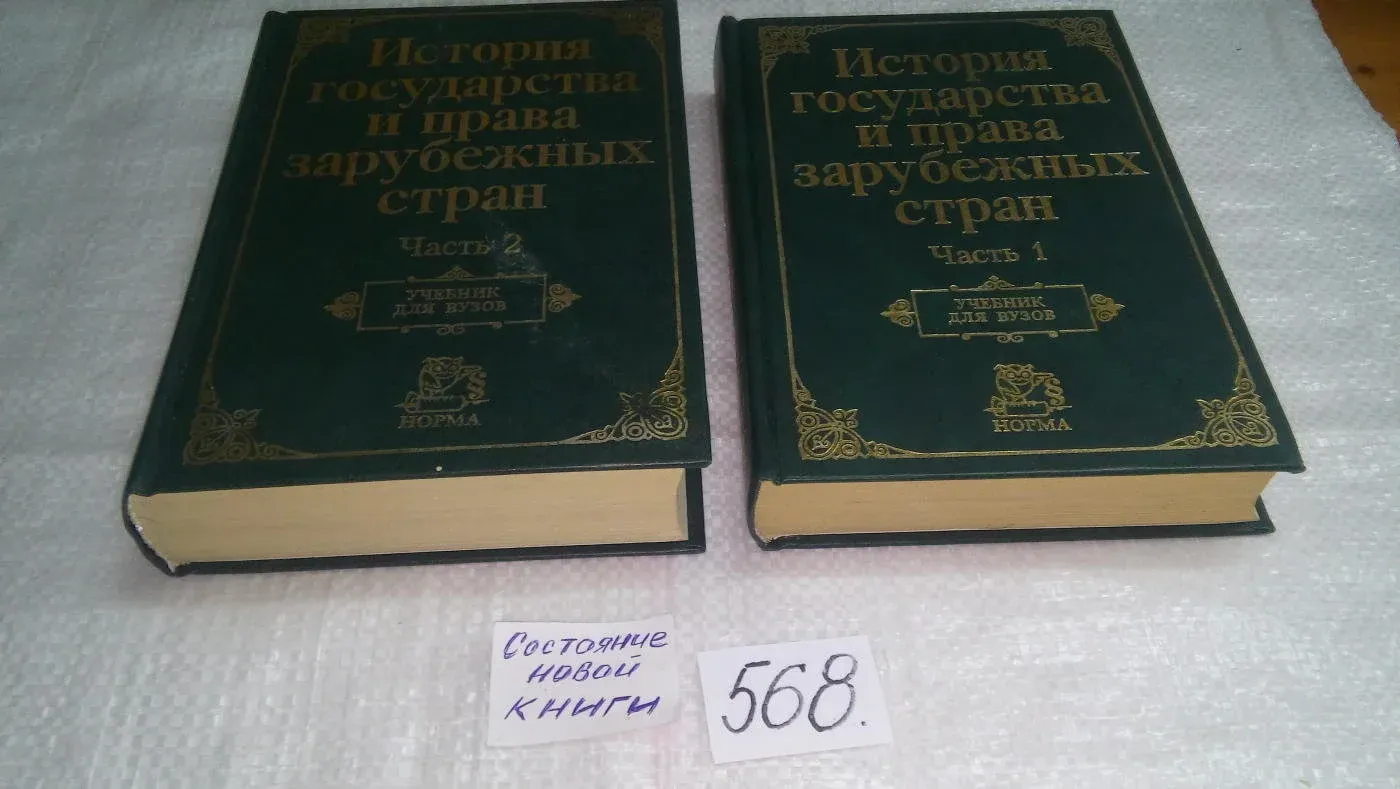 История
государства
и права
зарубежных
стран
Часть 2
УЧЕБНИК
ДЛЯ ВУЗОВ
§
НОРМА
История
государства
и права
зарубежных
стран
Часть 1
УЧЕБНИК
ДЛЯ ВУЗОВ
§
НОРМА
Состояние
новой
книги
568.